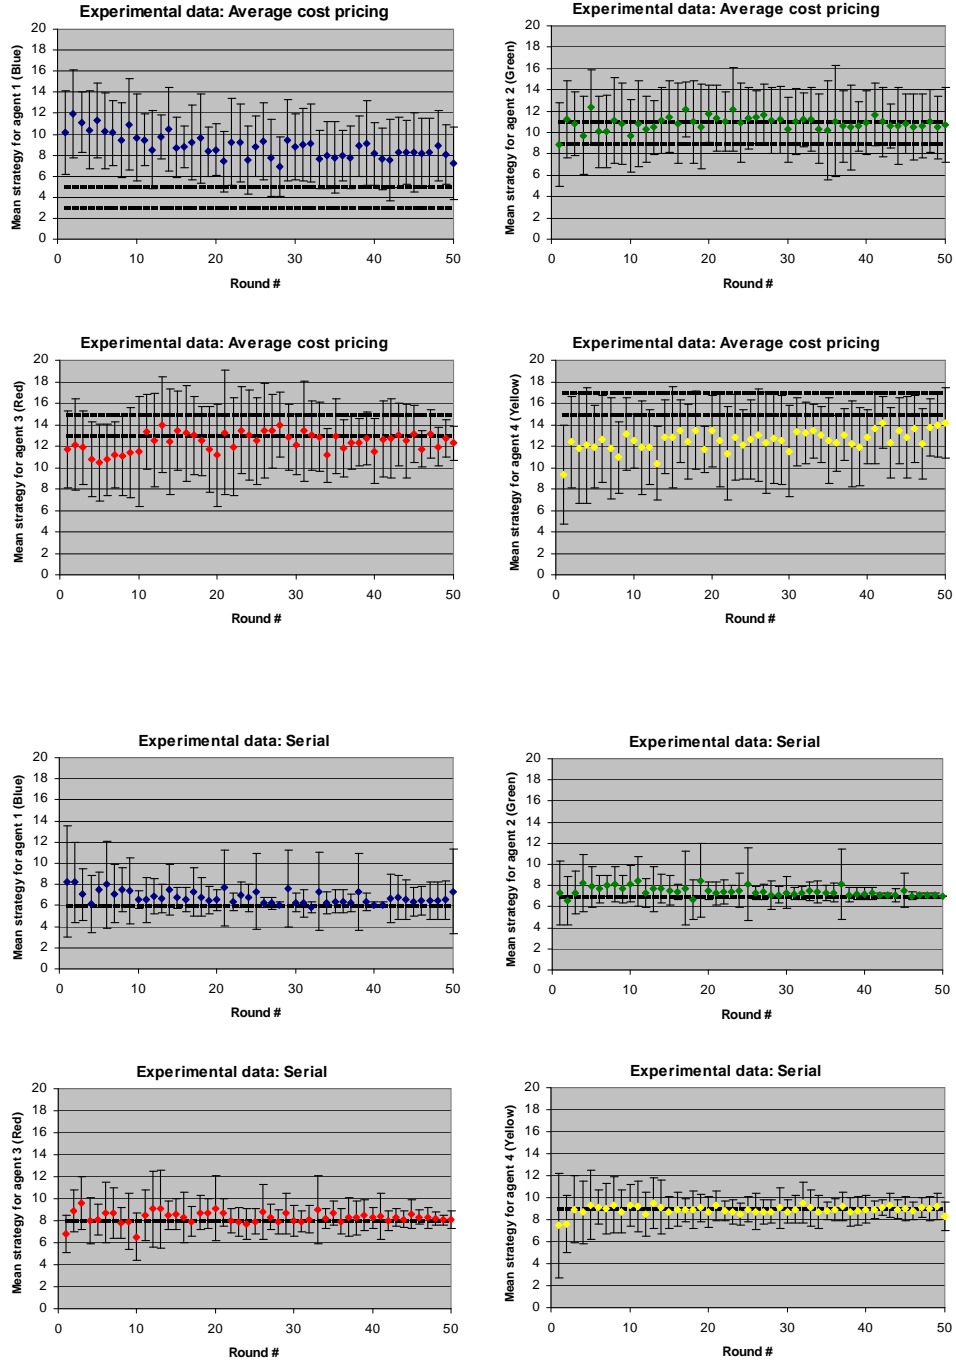 Experimental data: Average cost pricing
Mean strategy for agent 1 (Blue)
20
18
16
14
12
10
8
6
4
2
0
0 10 20 30 40 50
Round #
Experimental data: Average cost pricing
Mean strategy for agent 2 (Green)
20
18
16
14
12
10
8
6
4
2
0
0 10 20 30 40 50
Round #
Experimental data: Average cost pricing
Mean strategy for agent 3 (Red)
20
18
16
14
12
10
8
6
4
2
0
0 10 20 30 40 50
Round #
Experimental data: Average cost pricing
Mean strategy for agent 4 (Yellow)
20
18
16
14
12
10
8
6
4
2
0
0 10 20 30 40 50
Round #
Experimental data: Serial
Mean strategy for agent 1 (Blue)
20
18
16
14
12
10
8
6
4
2
0
0 10 20 30 40 50
Round #
Experimental data: Serial
Mean strategy for agent 2 (Green)
20
18
16
14
12
10
8
6
4
2
0
0 10 20 30 40 50
Round #
Experimental data: Serial
Mean strategy for agent 3 (Red)
20
18
16
14
12
10
8
6
4
2
0
0 10 20 30 40 50
Round #
Experimental data: Serial
Mean strategy for agent 4 (Yellow)
20
18
16
14
12
10
8
6
4
2
0
0 10 20 30 40 50
Round #